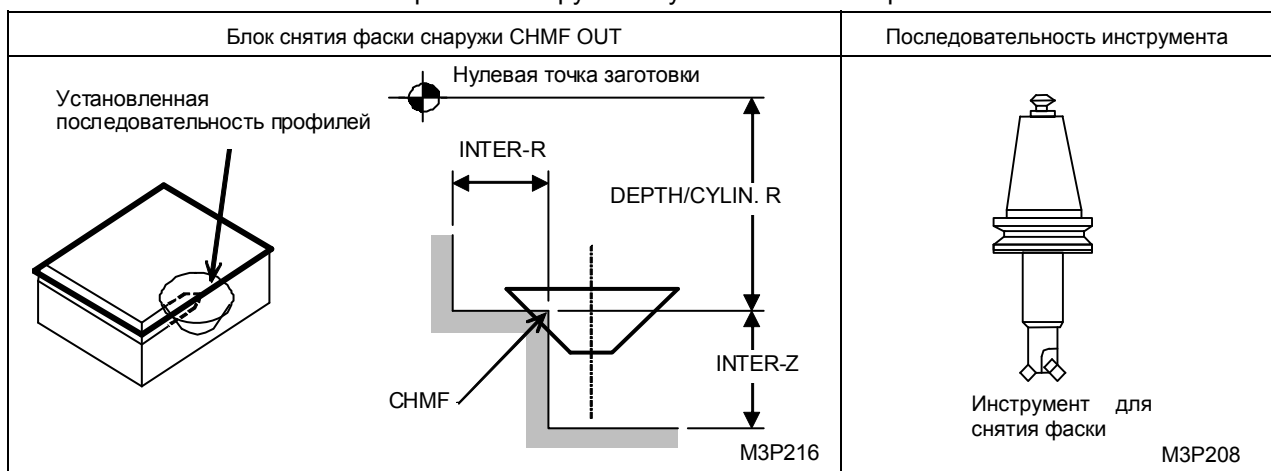 Блок снятия фаски снаружи CHMF OUT
Последовательность инструмента
Нулевая точка заготовки
Установленная
последовательность профилей
INTER-R
DEPTH/CYLIN. R
INTER-Z
CHMF
M3P216
Инструмент для
снятия фаски
M3P208